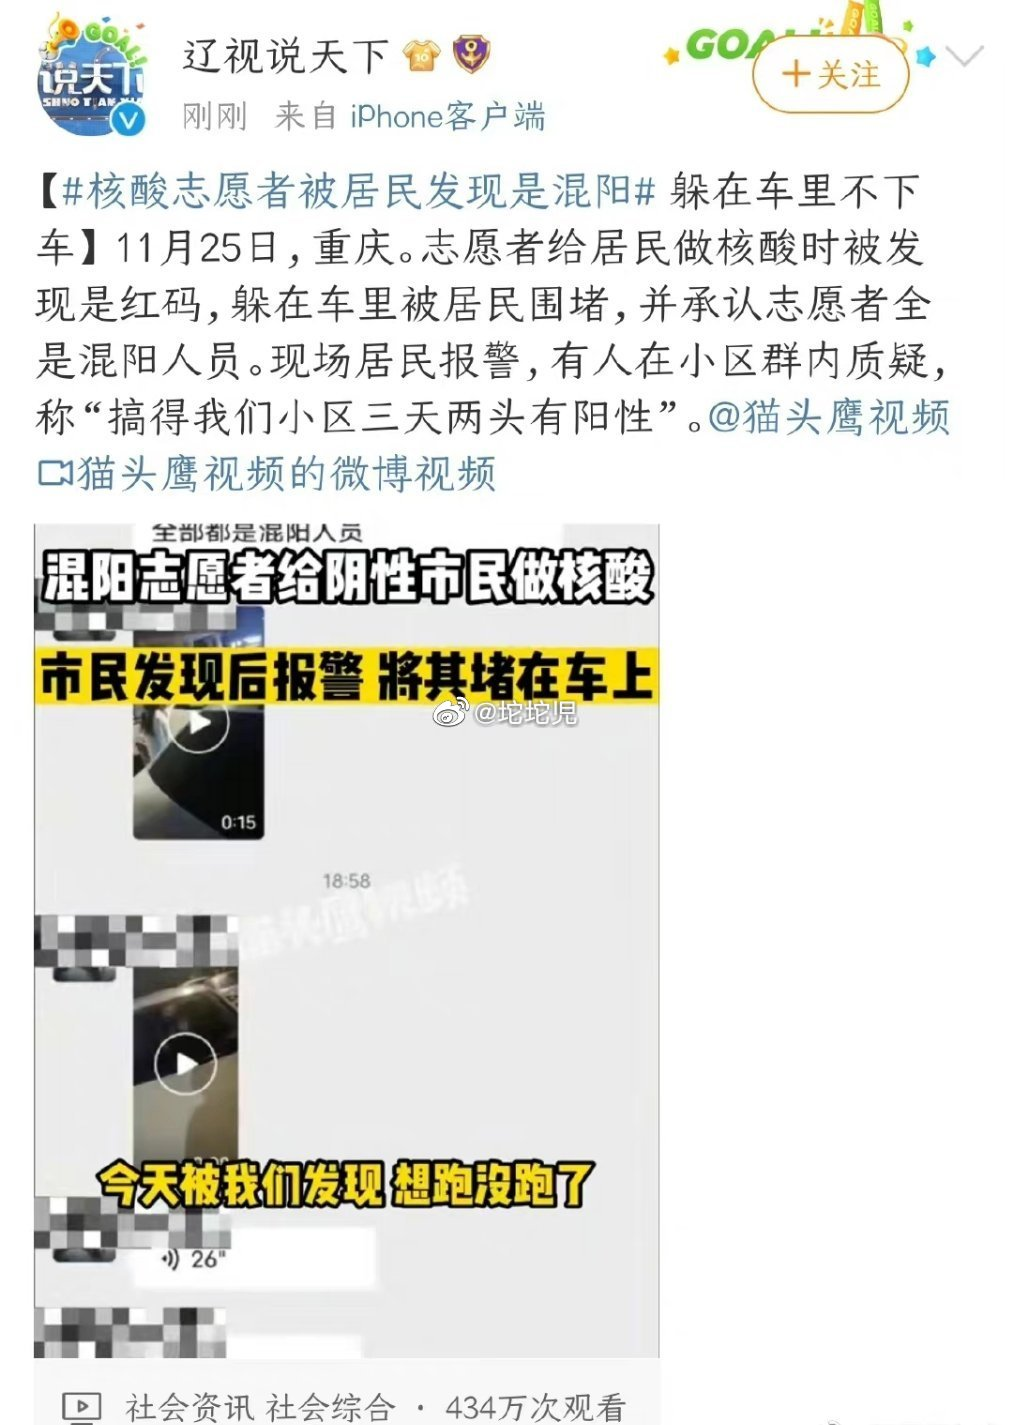 GOAL!
说天下
SHUO TIAN XIA
辽视说天下
10
GOAL
+关注
刚刚 来自 iPhone客户端
【#核酸志愿者被居民发现是混阳# 躲在车里不下
车】11月25日，重庆。志愿者给居民做核酸时被发
现是红码，躲在车里被居民围堵，并承认志愿者全
是混阳人员。现场居民报警，有人在小区群内质疑，
称“搞得我们小区三天两头有阳性”。@猫头鹰视频
猫头鹰视频的微博视频
全部都是混阳人员
混阳志愿者给阴性市民做核酸
市民发现后报警 將其堵在车上
@坨坨児
0:15
18:58
猫头鹰视频
今天被我们发现 想跑没跑了
26"
社会资讯 社会综合 · 434万次观看